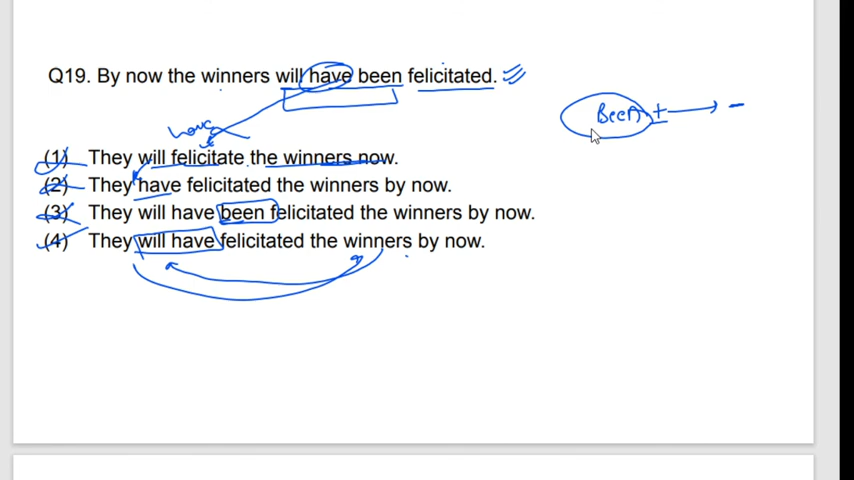 Q19. By now the winners will have been felicitated.
Been + → -
have
(1) They will felicitate the winners now.
(2) They have felicitated the winners by now.
(3) They will have been felicitated the winners by now.
(4) They will have felicitated the winners by now.